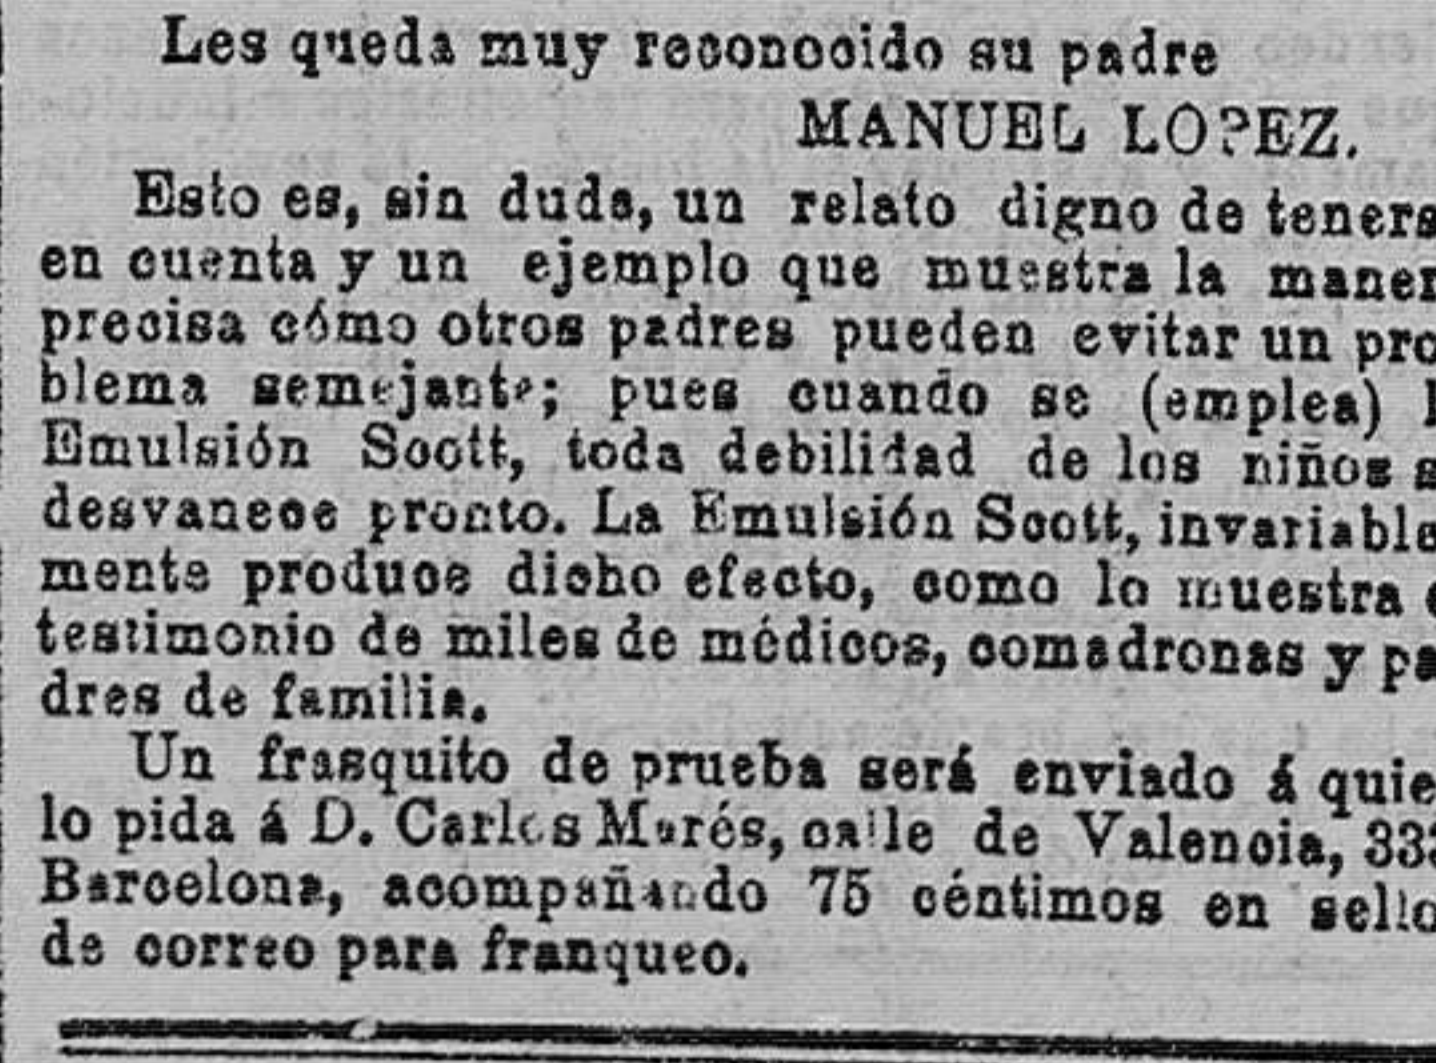 Les queda muy reconocido su padre
MANUEL LOPEZ.
Esto es, sin duda, un relato digno de teners
en cuenta y un ejemplo que muestra la maner
precisa cómo otros padres pueden evitar un pro
blema semejante; pues cuando se (emplea)
Emulsión Scott, toda debilidad de los niños s
desvanece pronto. La Emulsión Scott, invariable
mente produce dicho efecto, como lo muestra
testimonio de miles de médicos, comadronas y pa
dres de familia.
Un frasquito de prueba será enviado á quie
lo pida á D. Carlos Marés, calle de Valencia, 333
Barcelona, acompañando 75 céntimos en sello
de correo para franqueo.